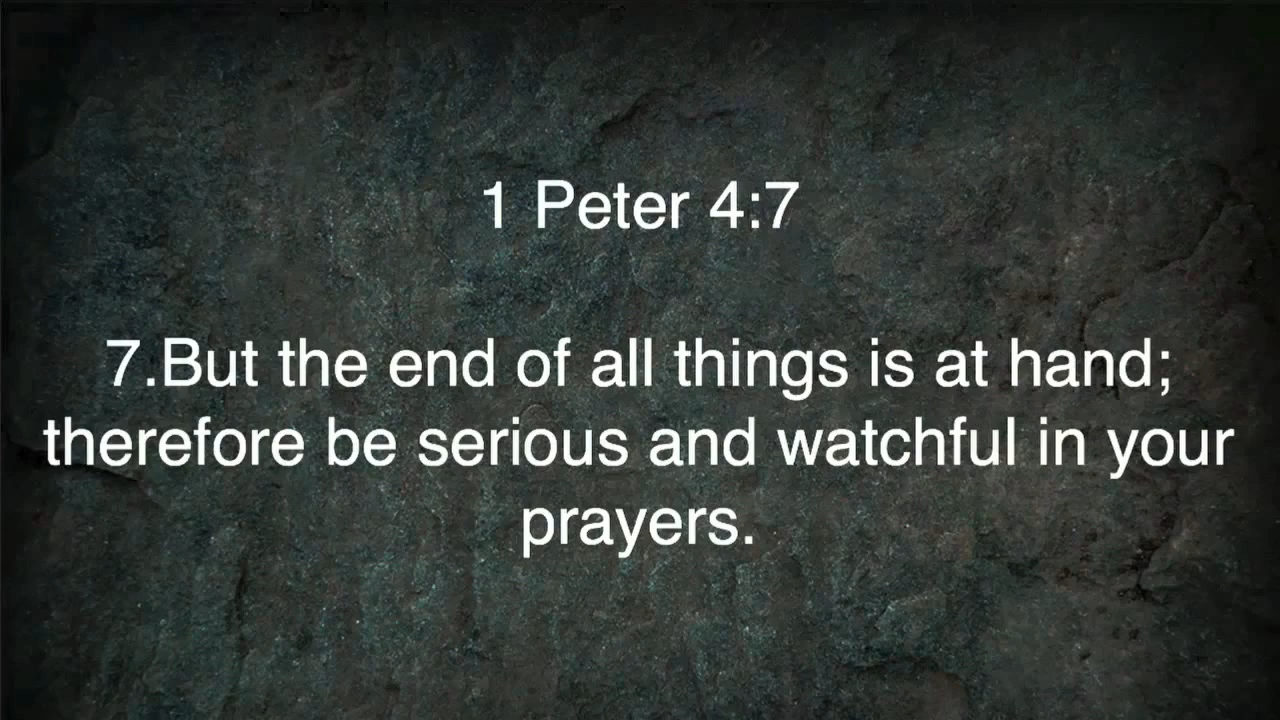 1 Peter 4:7
7.But the end of all things is at hand;
therefore be serious and watchful in your
prayers.